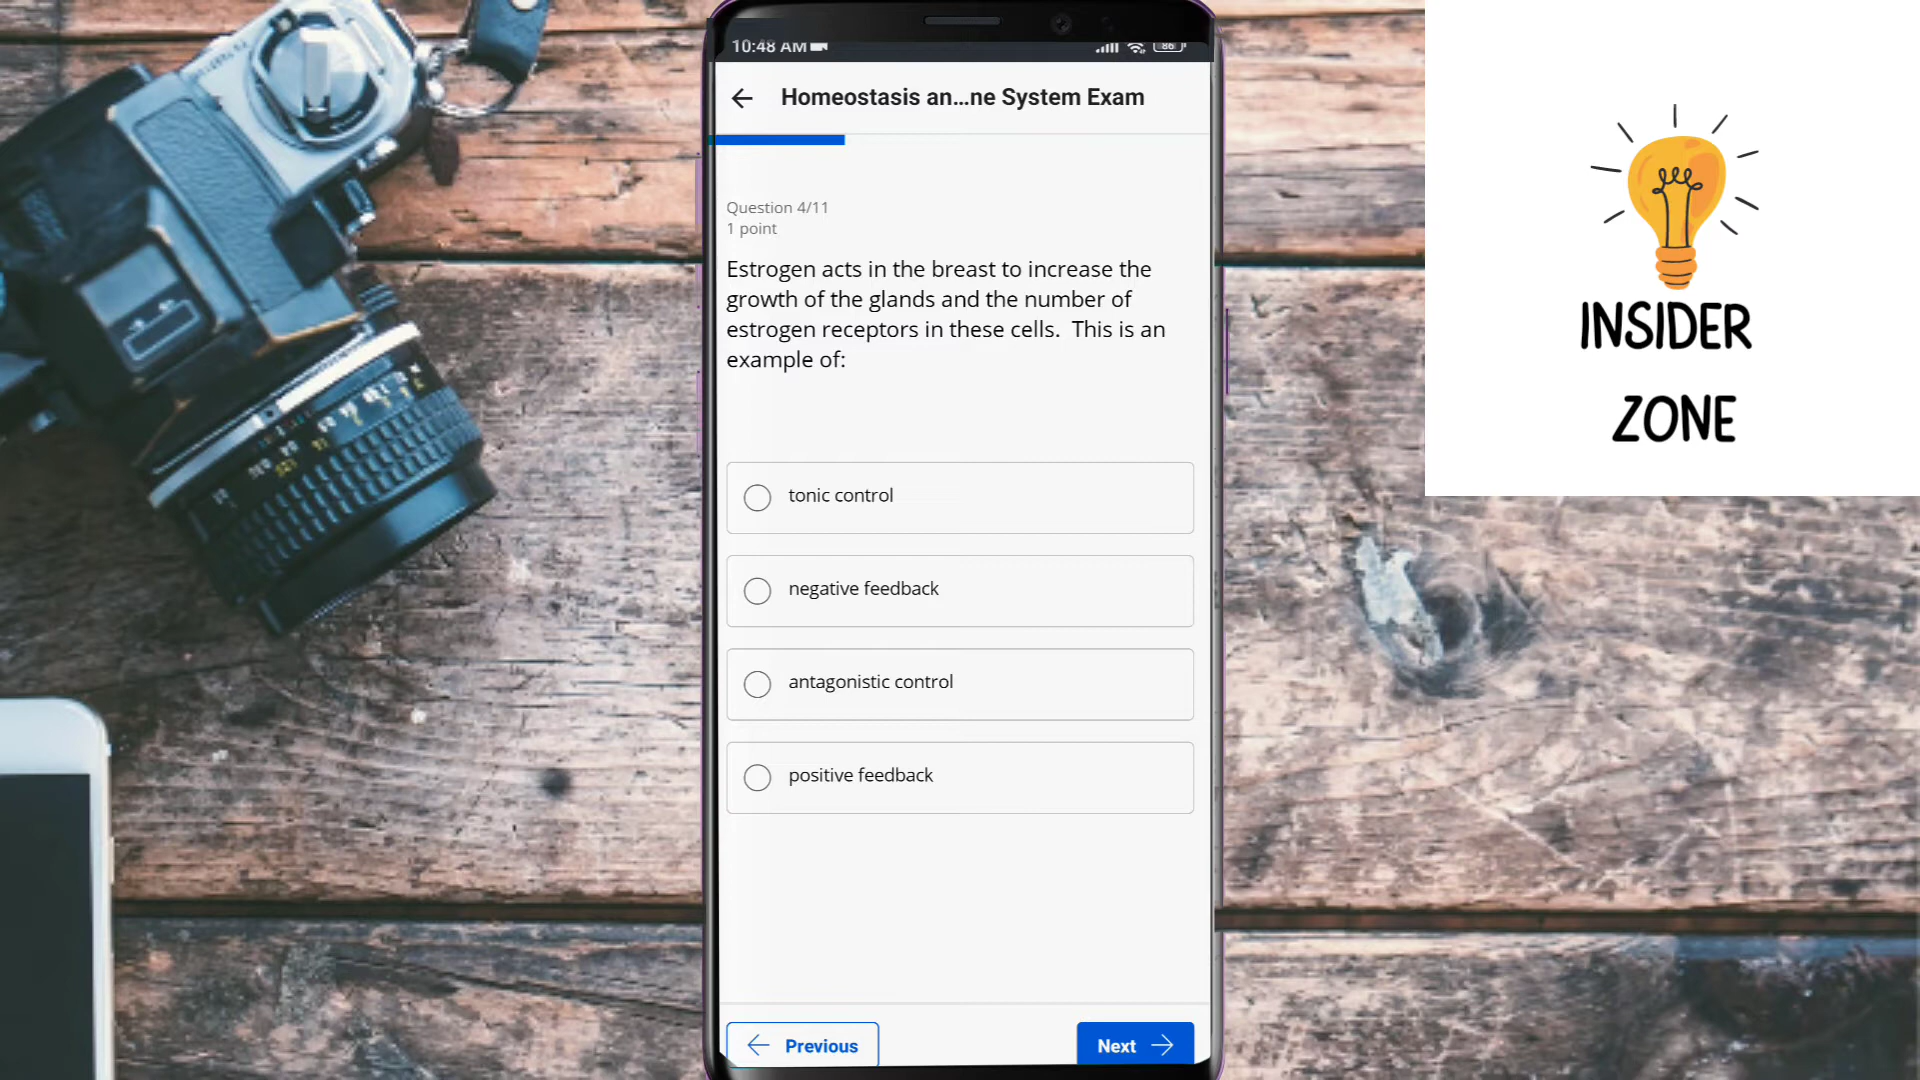 10:48 AM
86
Homeostasis an...ne System Exam
Question 4/11
1 point
Estrogen acts in the breast to increase the
growth of the glands and the number of
estrogen receptors in these cells. This is an
example of:
tonic control
negative feedback
antagonistic control
positive feedback
Previous
Next
INSIDER
ZONE